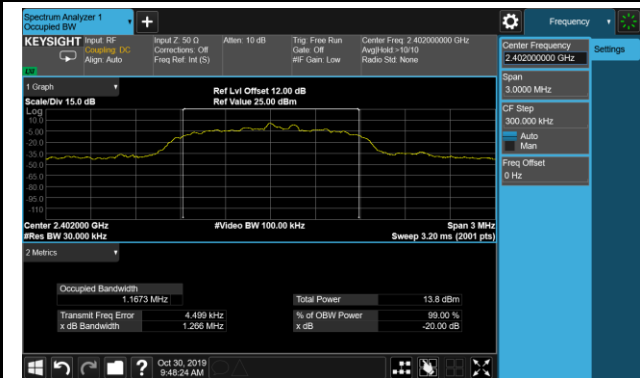 Spectrum Analyzer 1
Occupied BW
Frequency
KEYSIGHT
Input: RF
Coupling: DC
Align: Auto
Input Z: 50 Ω
Corrections: Off
Freq Ref: Int (S)
Atten: 10 dB
Trig: Free Run
Gate: Off
#IF Gain: Low
Center Freq: 2.402000000 GHz
Avg|Hold:>10/10
Radio Std: None
Center Frequency
2.402000000 GHz
Settings
Span
3.0000 MHz
CF Step
300.000 kHz
Auto
Man
Freq Offset
0 Hz
1 Graph
Scale/Div 15.0 dB
Ref Lvl Offset 12.00 dB
Ref Value 25.00 dBm
Log
10.0
-5.00
-20.0
-35.0
-50.0
-65.0
-80.0
-95.0
-110
Center 2.402000 GHz
#Res BW 30.000 kHz
#Video BW 100.00 kHz
Span 3 MHz
Sweep 3.20 ms (2001 pts)
2 Metrics
Occupied Bandwidth
1.1673 MHz
Total Power 13.8 dBm
Transmit Freq Error 4.499 kHz
% of OBW Power 99.00 %
x dB Bandwidth 1.266 MHz
x dB -20.00 dB
?
Oct 30, 2019
9:48:24 AM